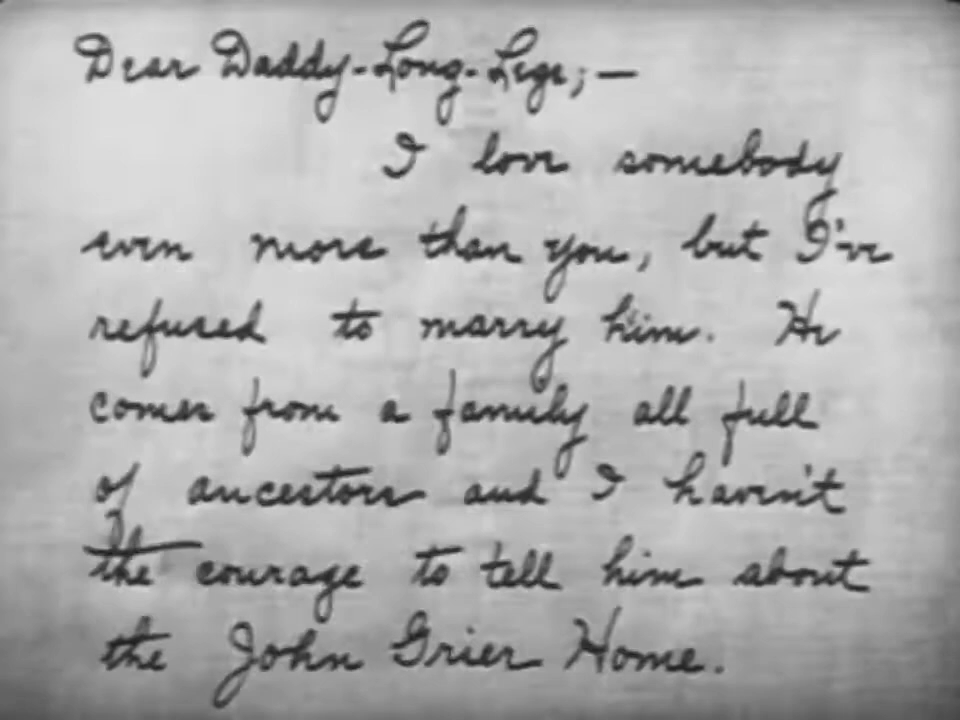 Dear Daddy-Long-Legs;—
I love somebody
even more than you, but I've
refused to marry him. He
comes from a family all full
of ancestors and I haven't
the courage to tell him about
the John Grier Home.